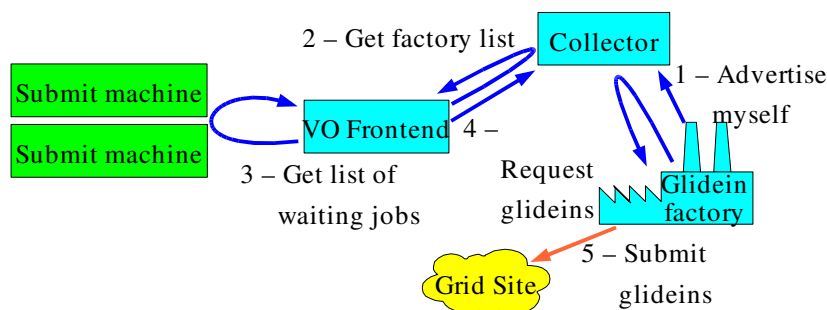 2 – Get factory list
Collector
1 – Advertise
myself
Submit machine
Submit machine
VO Frontend
4 –
Request
glideins
3 – Get list of
waiting jobs
Glidein
factory
5 – Submit
glideins
Grid Site